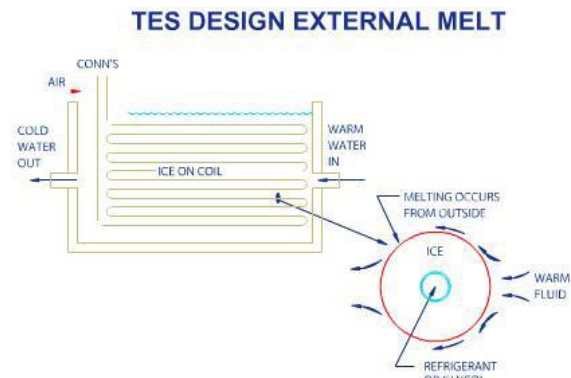 TES DESIGN EXTERNAL MELT
CONN'S
AIR
COLD
WATER
OUT
ICE ON COIL
WARM
WATER
IN
MELTING OCCURS
FROM OUTSIDE
ICE
WARM
FLUID
REFRIGERANT